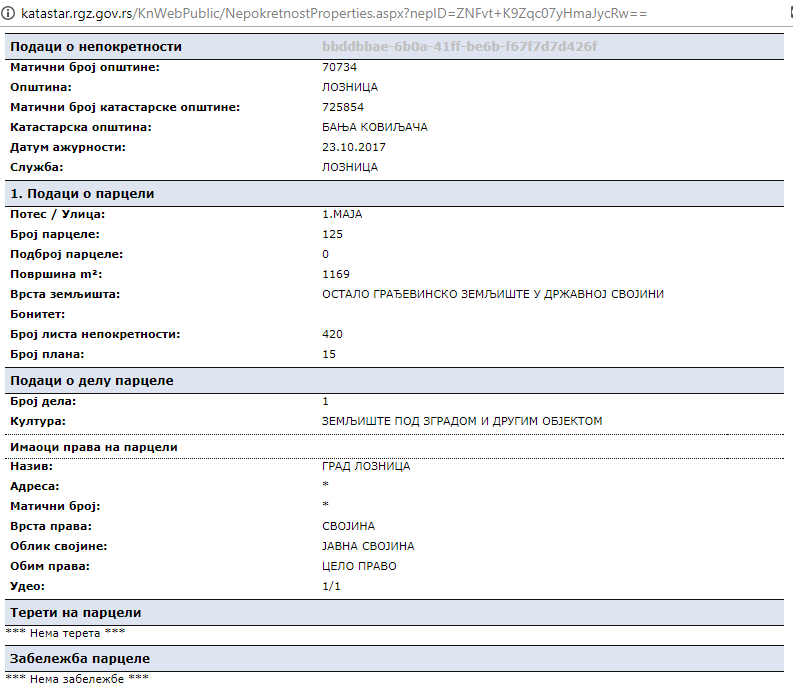 katastar.rgz.gov.rs/KnWebPublic/NepokretnostProperties.aspx?nepID=ZNFvt+K9Zqc07yHmaJycRw==
Подаци о непокретности bbddbbae-6b0a-41ff-be6b-f67f7d7d426f
Матични број општине: 70734
Општина: ЛОЗНИЦА
Матични број катастарске општине: 725854
Катастарска општина: БАЊА КОВИЉАЧА
Датум ажурности: 23.10.2017
Служба: ЛОЗНИЦА
1. Подаци о парцели
Потес / Улица: 1.МАЈА
Број парцеле: 125
Подброј парцеле: 0
Површина m²: 1169
Врста земљишта: ОСТАЛО ГРАЂЕВИНСКО ЗЕМЉИШТЕ У ДРЖАВНОЈ СВОЈИНИ
Бонитет:
Број листа непокретности: 420
Број плана: 15
Подаци о делу парцеле
Број дела: 1
Култура: ЗЕМЉИШТЕ ПОД ЗГРАДОМ И ДРУГИМ ОБЈЕКТОМ
Имаоци права на парцели
Назив: ГРАД ЛОЗНИЦА
Адреса: *
Матични број: *
Врста права: СВОЈИНА
Облик својине: ЈАВНА СВОЈИНА
Обим права: ЦЕЛО ПРАВО
Удео: 1/1
Терети на парцели
*** Нема терета ***
Забележба парцеле
*** Нема забележбе ***